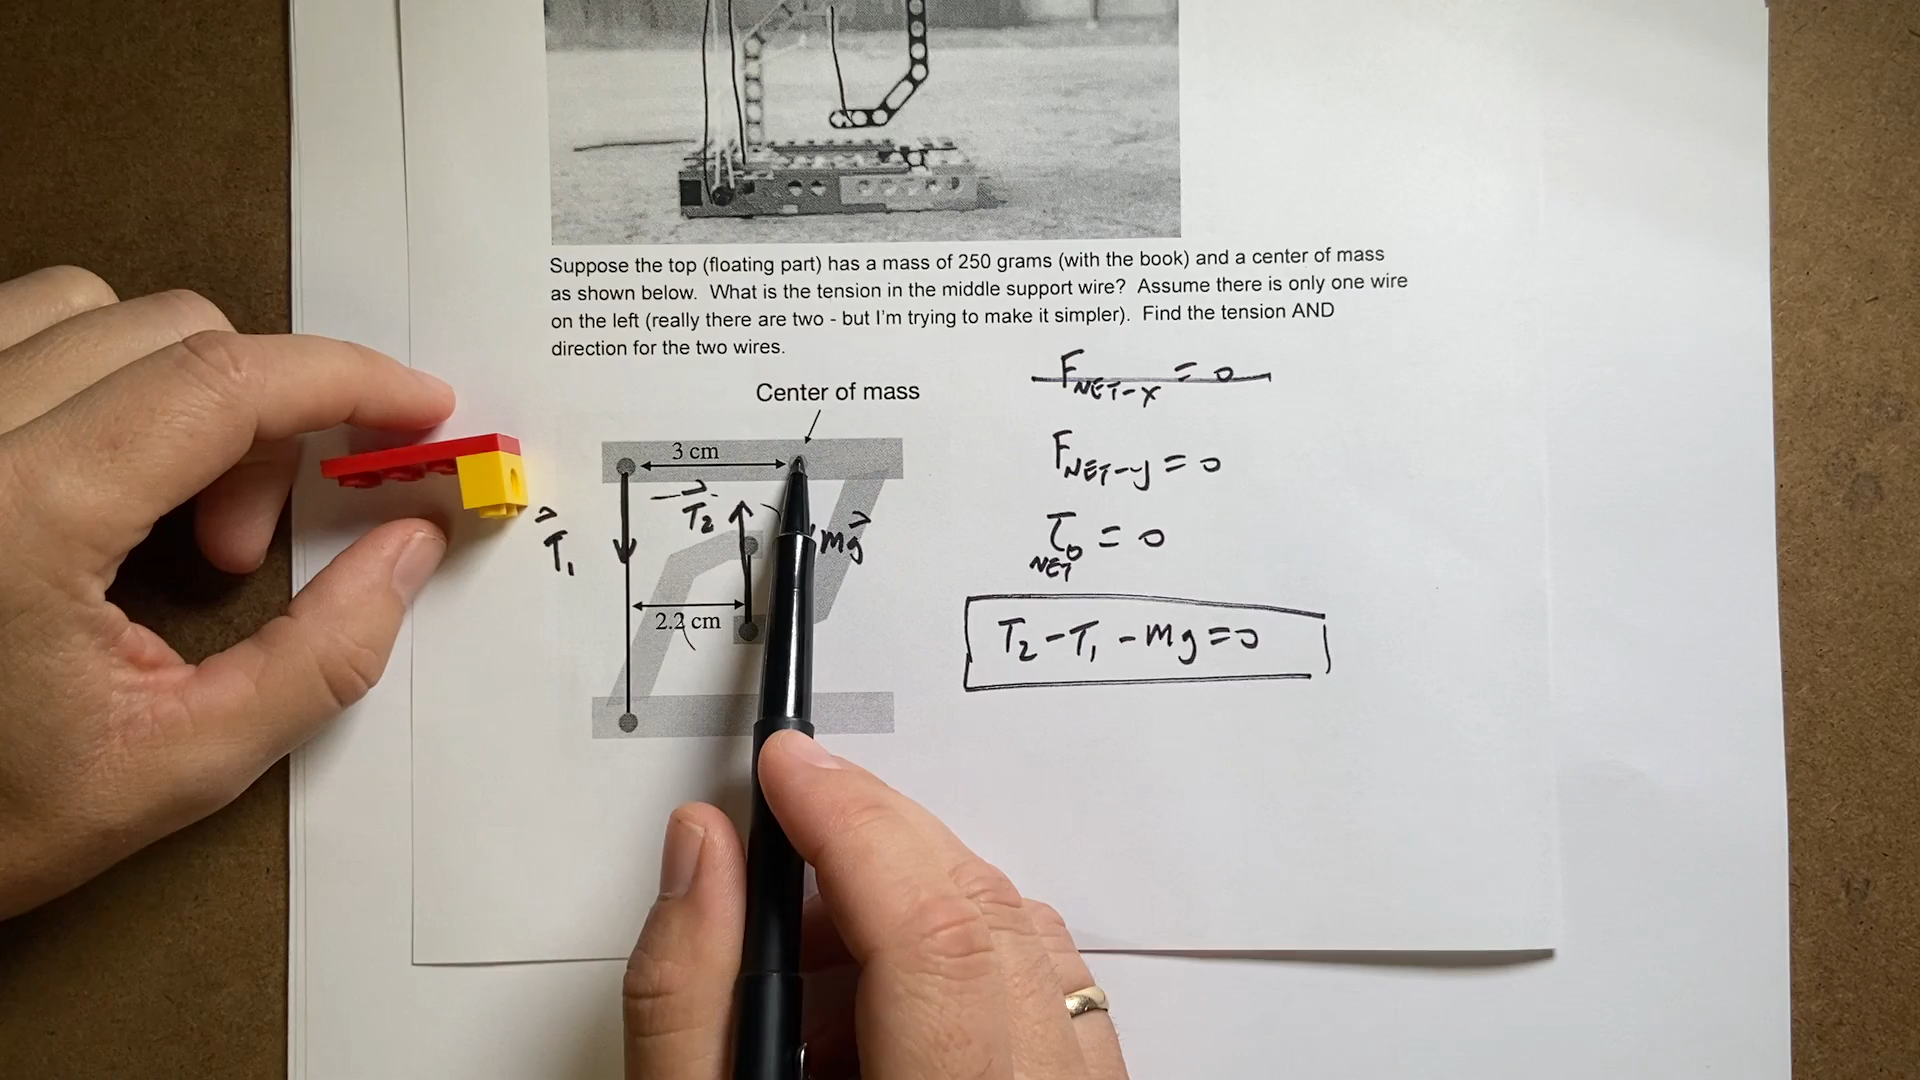 Suppose the top (floating part) has a mass of 250 grams (with the book) and a center of mass
as shown below. What is the tension in the middle support wire? Assume there is only one wire
on the left (really there are two - but I'm trying to make it simpler). Find the tension AND
direction for the two wires.
F NET-x = 0
Center of mass
3 cm
F NET-y = 0
T₂
T₁
mg
τ NET o = 0
2.2 cm
T₂ - T₁ - mg = 0